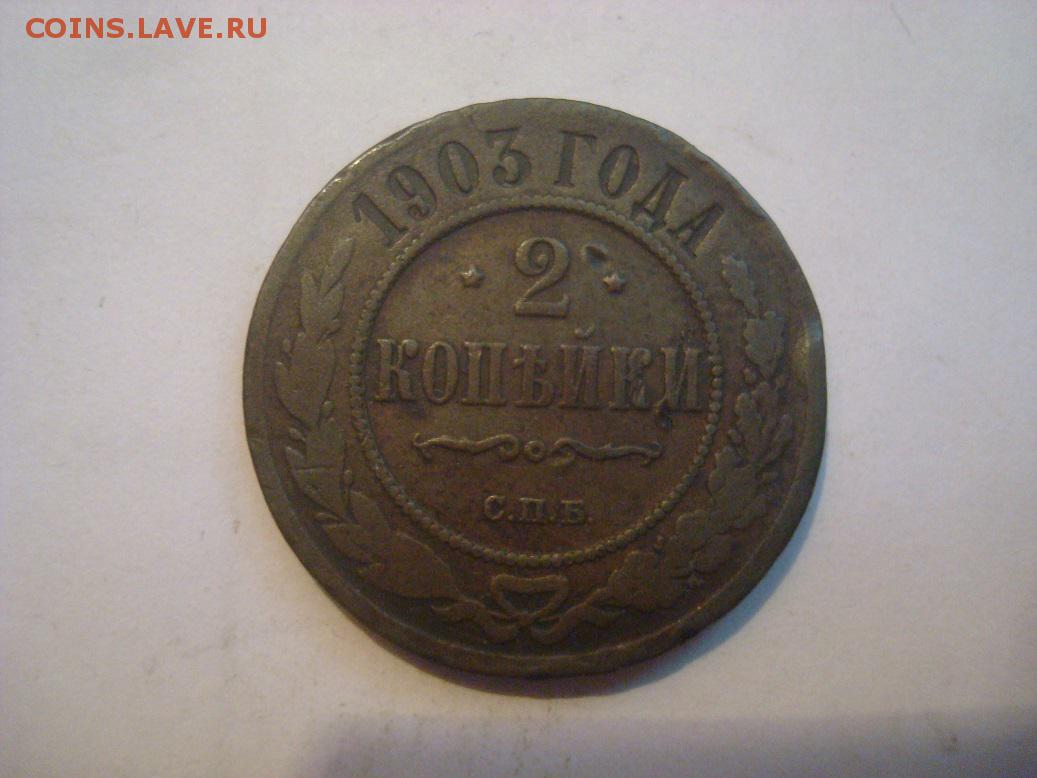 COINS.LAVE.RU
1903 ГОДА
2
КОПѢЙКИ
С.П.Б.